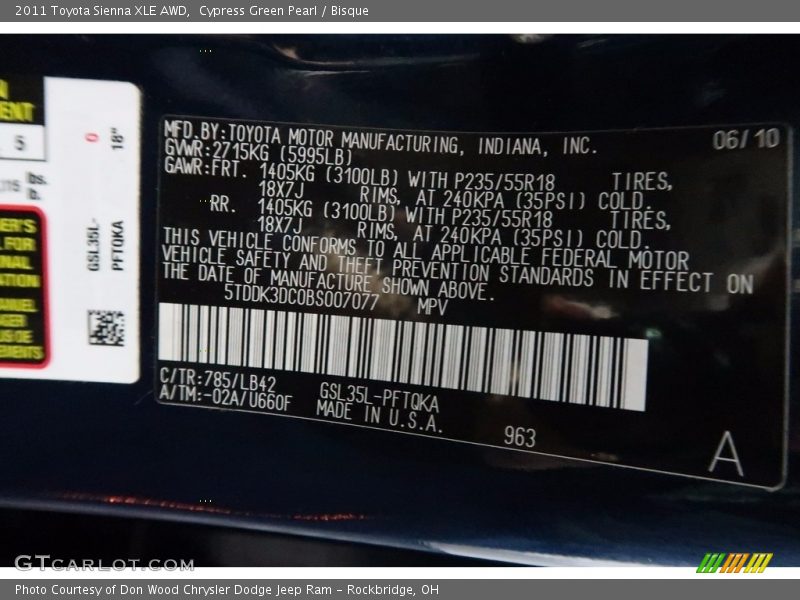 2011 Toyota Sienna XLE AWD,  Cypress Green Pearl / Bisque
5
0
18"
GSL35L-
PFTQKA
MFD.BY:TOYOTA MOTOR MANUFACTURING, INDIANA, INC. 06/10
GVWR:2715KG (5995LB)
GAWR:FRT. 1405KG (3100LB) WITH P235/55R18 TIRES,
18X7J RIMS, AT 240KPA (35PSI) COLD.
RR. 1405KG (3100LB) WITH P235/55R18 TIRES,
18X7J RIMS, AT 240KPA (35PSI) COLD.
THIS VEHICLE CONFORMS TO ALL APPLICABLE FEDERAL MOTOR
VEHICLE SAFETY AND THEFT PREVENTION STANDARDS IN EFFECT ON
THE DATE OF MANUFACTURE SHOWN ABOVE.
5TDDK3DC0BS007077 MPV
C/TR:785/LB42 GSL35L-PFTQKA
A/TM:-02A/U660F MADE IN U.S.A.
963
A
GTCARLOT.COM
Photo Courtesy of Don Wood Chrysler Dodge Jeep Ram – Rockbridge, OH